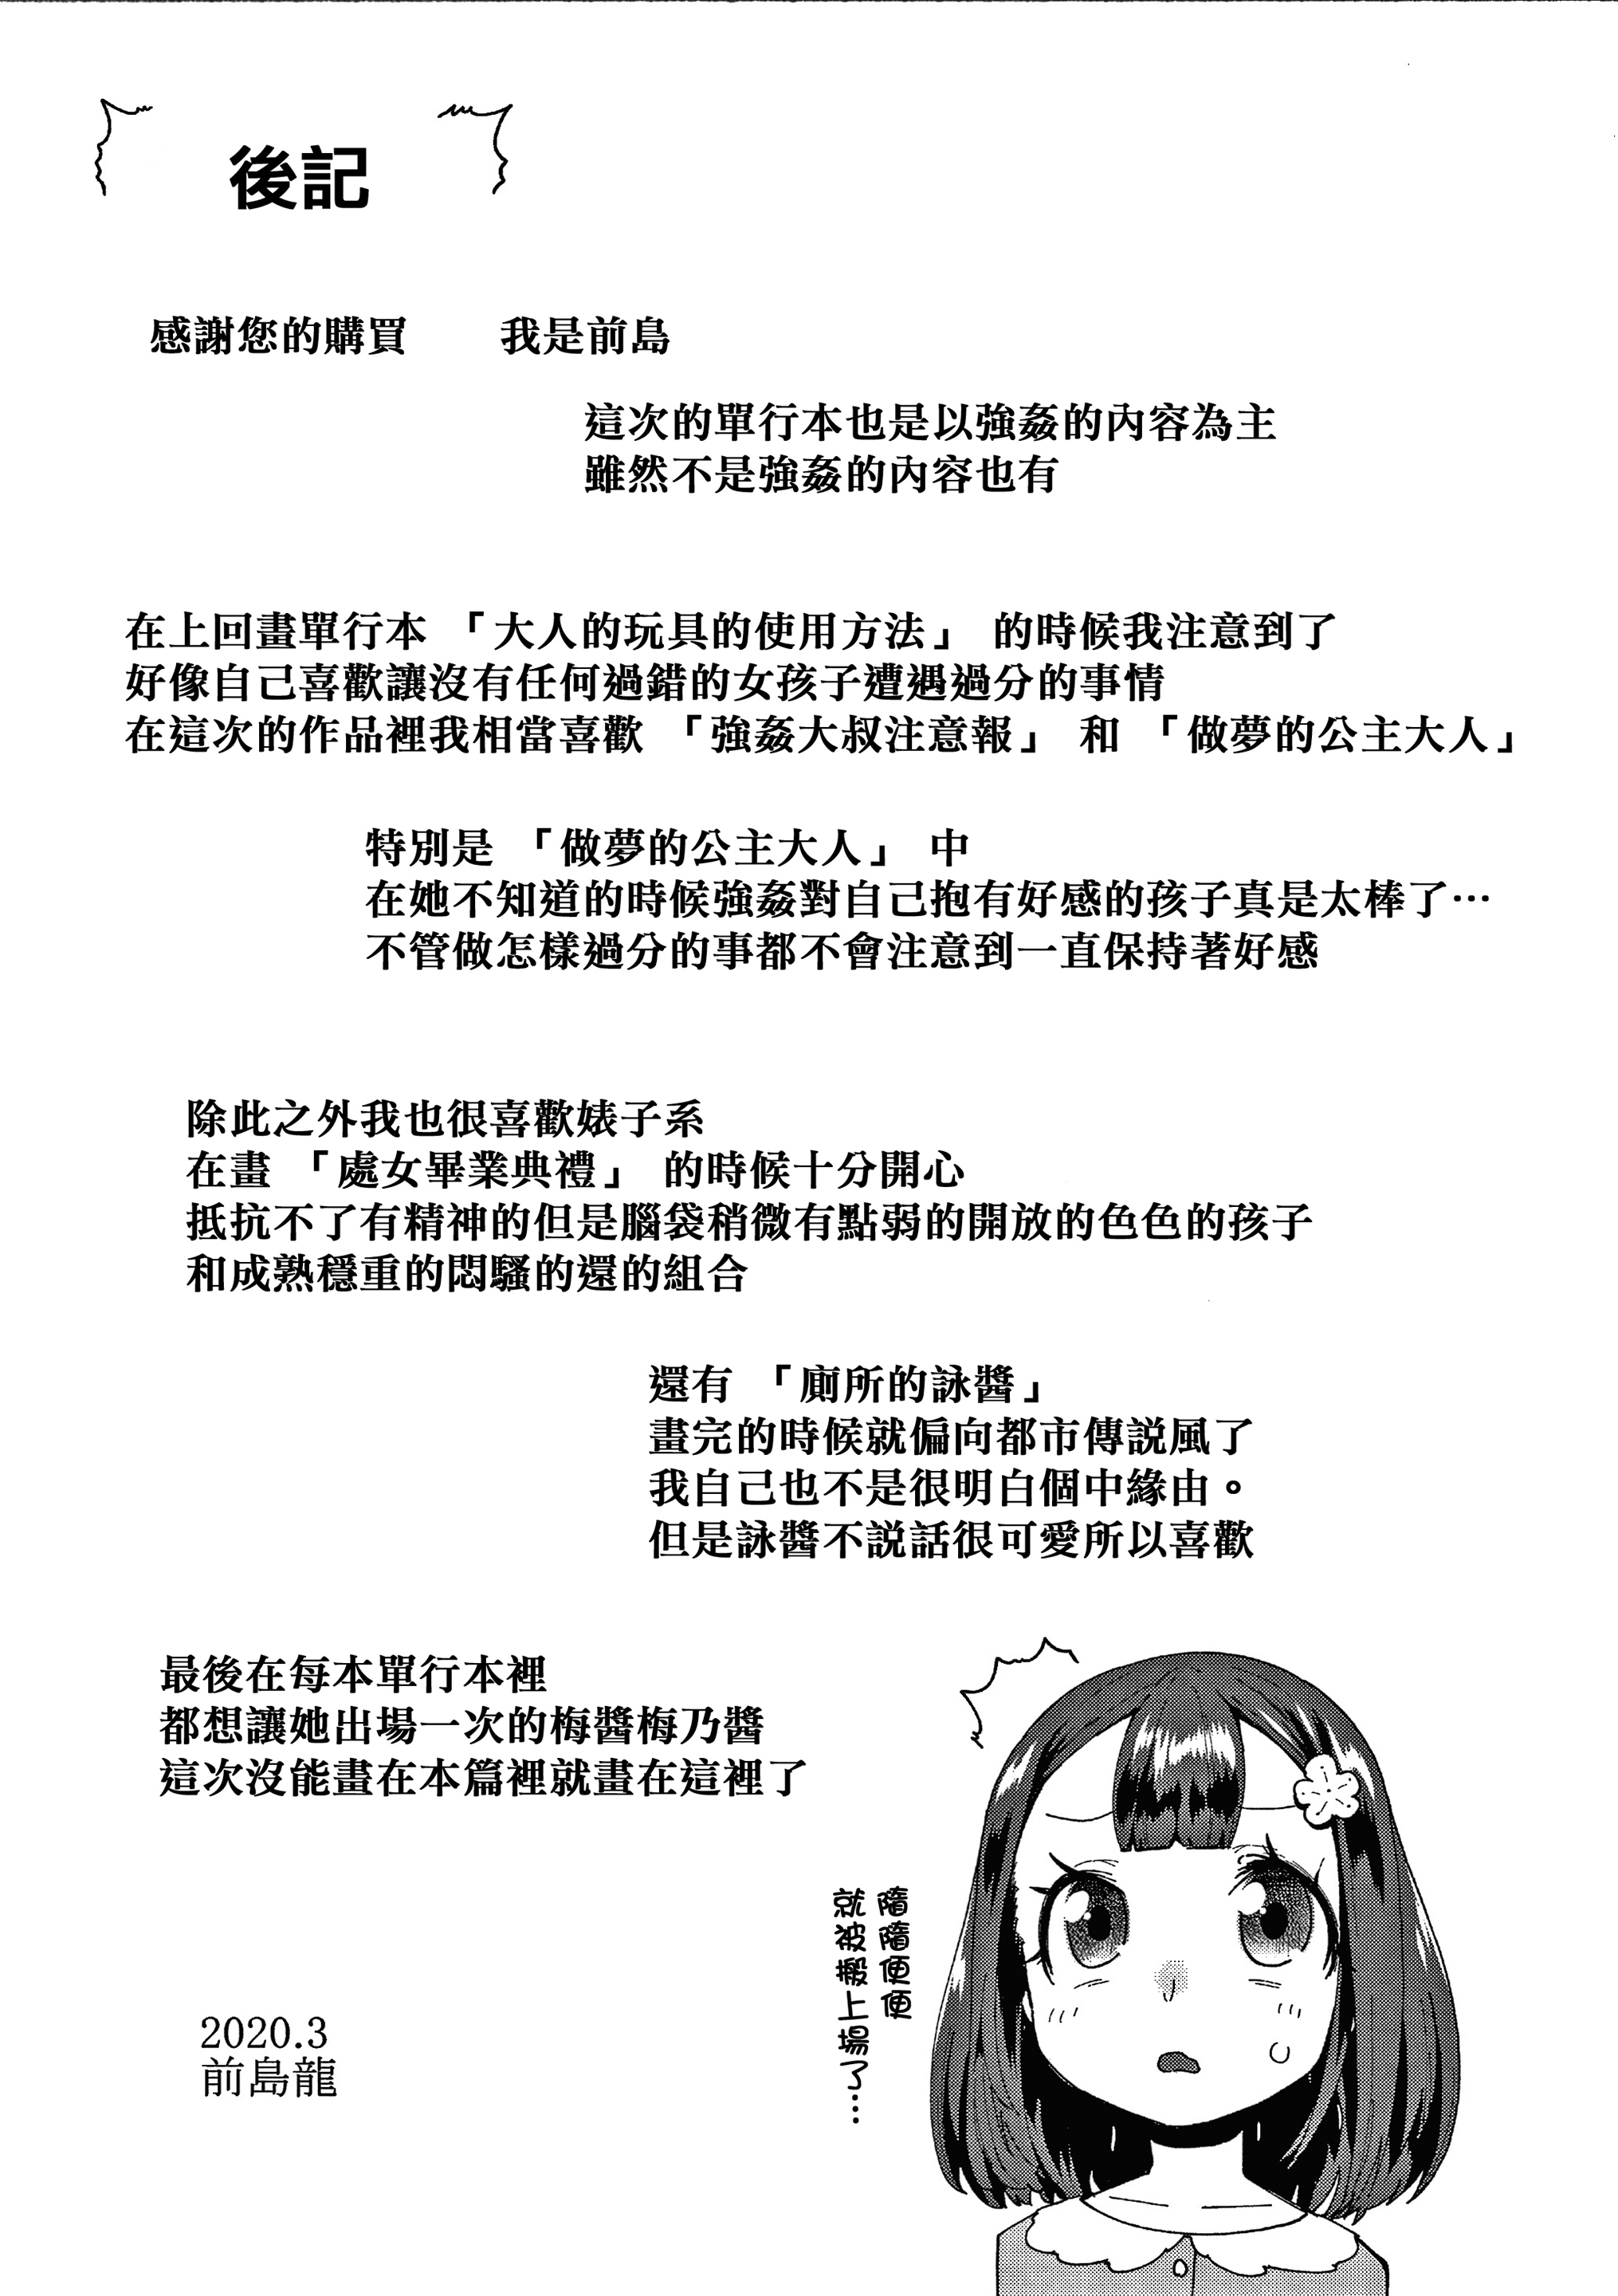 後記
感謝您的購買 我是前島
這次的單行本也是以強姦的內容為主
雖然不是強姦的內容也有
在上回畫單行本「大人的玩具的使用方法」的時候我注意到了
好像自己喜歡讓沒有任何過錯的女孩子遭遇過分的事情
在這次的作品裡我相當喜歡「強姦大叔注意報」和「做夢的公主大人」
特別是「做夢的公主大人」中
在她不知道的時候強姦對自己抱有好感的孩子真是太棒了…
不管做怎樣過分的事都不會注意到一直保持著好感
除此之外我也很喜歡婊子系
在畫「處女畢業典禮」的時候十分開心
抵抗不了有精神的但是腦袋稍微有點弱的開放的色色的孩子
和成熟穩重的悶騷的還的組合
還有「廁所的詠醬」
畫完的時候就偏向都市傳説風了
我自己也不是很明白個中緣由。
但是詠醬不説話很可愛所以喜歡
最後在每本單行本裡
都想讓她出場一次的梅醬梅乃醬
這次沒能畫在本篇裡就畫在這裡了
隨隨便便
就被搬上場了…
2020.3
前島龍